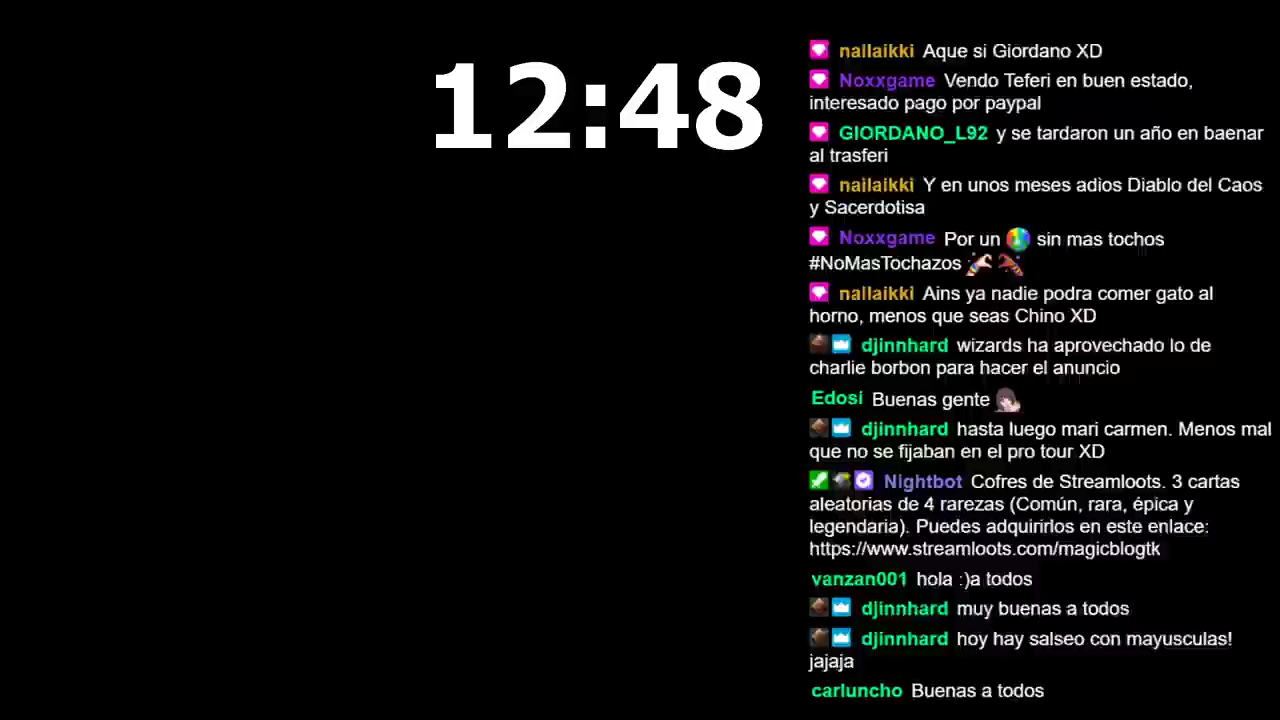 12:48
nailaikki Aque si Giordano XD
Noxxgame Vendo Teferi en buen estado,
interesado pago por paypal
GIORDANO_L92 y se tardaron un año en baenar
al trasferi
nailaikki Y en unos meses adios Diablo del Caos
y Sacerdotisa
Noxxgame Por un sin mas tochos
#NoMasTochazos
nailaikki Ains ya nadie podra comer gato al
horno, menos que seas Chino XD
djinnhard wizards ha aprovechado lo de
charlie borbon para hacer el anuncio
Edosi Buenas gente
djinnhard hasta luego mari carmen. Menos mal
que no se fijaban en el pro tour XD
Nightbot Cofres de Streamloots. 3 cartas
aleatorias de 4 rarezas (Común, rara, épica y
legendaria). Puedes adquirirlos en este enlace:
https://www.streamloots.com/magicblogtk
vanzan001 hola :)a todos
djinnhard muy buenas a todos
djinnhard hoy hay salseo con mayusculas!
jajaja
carluncho Buenas a todos